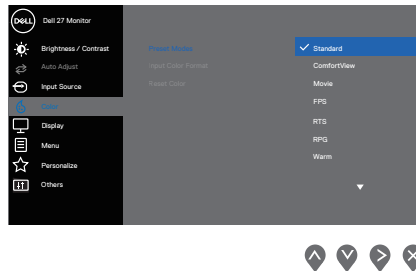 DELL
Dell 27 Monitor
Brightness / Contrast
Auto Adjust
Input Source
Color
Display
Menu
Personalize
Others
Preset Modes
Input Color Format
Reset Color
Standard
ComfortView
Movie
FPS
RTS
RPG
Warm